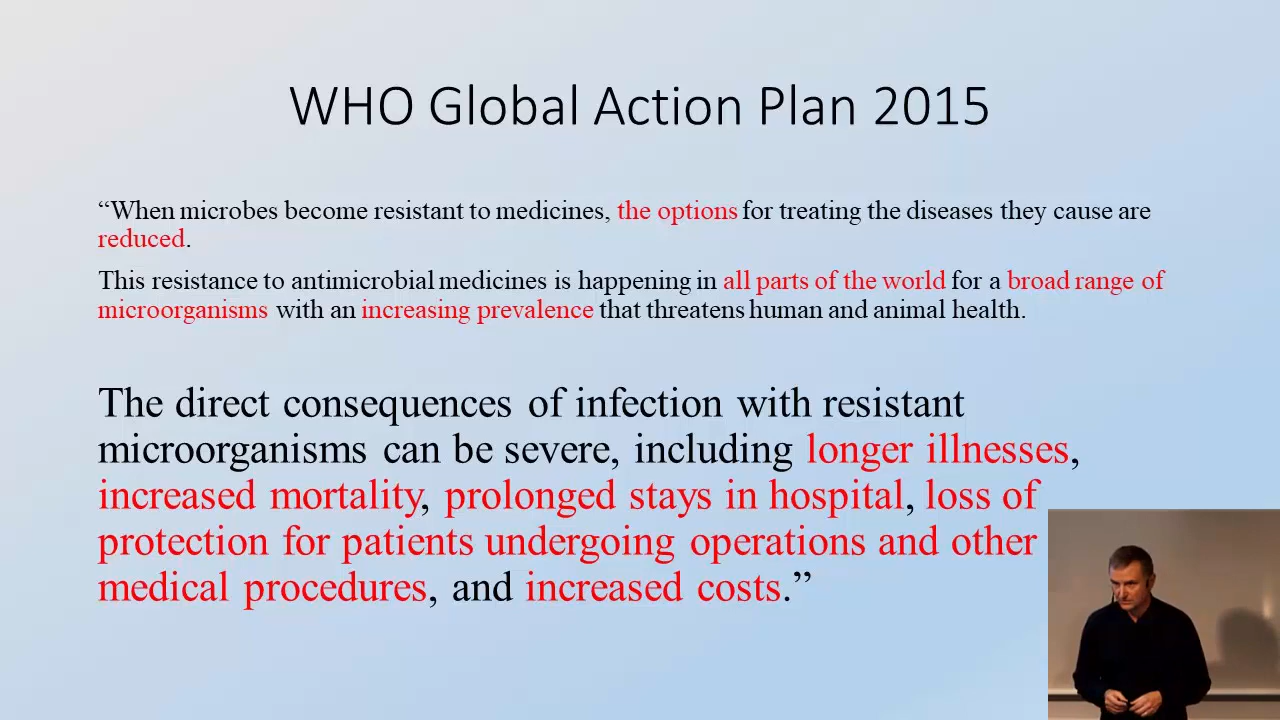 WHO Global Action Plan 2015
“When microbes become resistant to medicines, the options for treating the diseases they cause are
reduced.
This resistance to antimicrobial medicines is happening in all parts of the world for a broad range of
microorganisms with an increasing prevalence that threatens human and animal health.
The direct consequences of infection with resistant
microorganisms can be severe, including longer illnesses,
increased mortality, prolonged stays in hospital, loss of
protection for patients undergoing operations and other
medical procedures, and increased costs.”